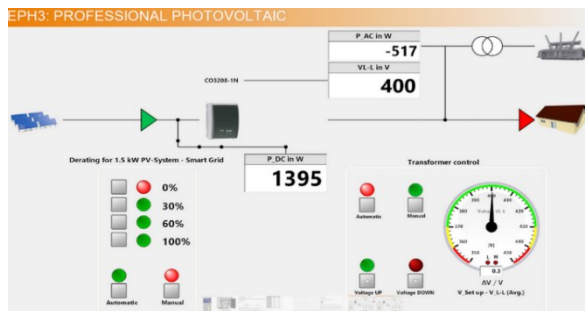 EPH3: PROFESSIONAL PHOTOVOLTAIC
P_AC in W
-517
VL-L in V
400
CO3208-1N
Derating for 1.5 kW PV-System - Smart Grid
P_DC in W
1395
Transformer control
0%
30%
60%
100%
Automatic
Manual
Automatic
Manual
Voltage UP
Voltage DOWN
[V]
L H
0.3
ΔV / V
V_Set up - V_L-L (Avg.)